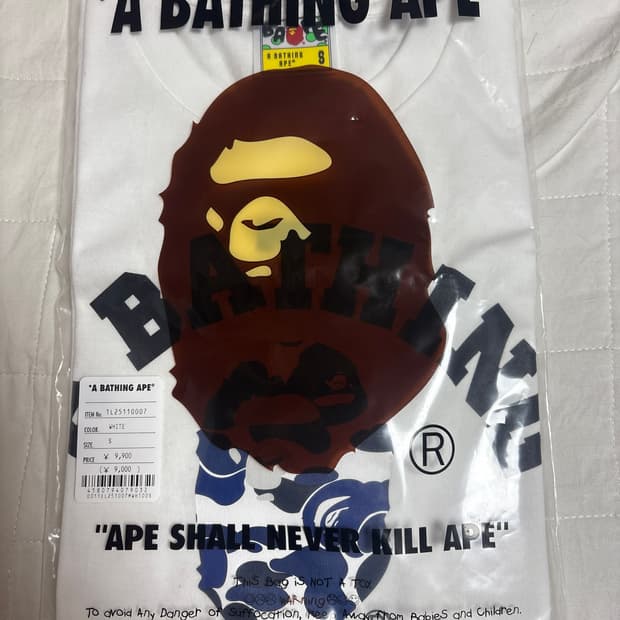 "A BATHING APE"
A BATHING
APE"
S
BATHING
"A BATHING APE"
ITEM No. 1L25110007
COLOR. WHITE
SIZE. S
PRICE ¥ 9,900
(¥ 9,000 )
®
"APE SHALL NEVER KILL APE"
This Bag is NOT A Toy
WARNING
To avoid Any Danger of Suffocation, Keep Away From Babies and Children.